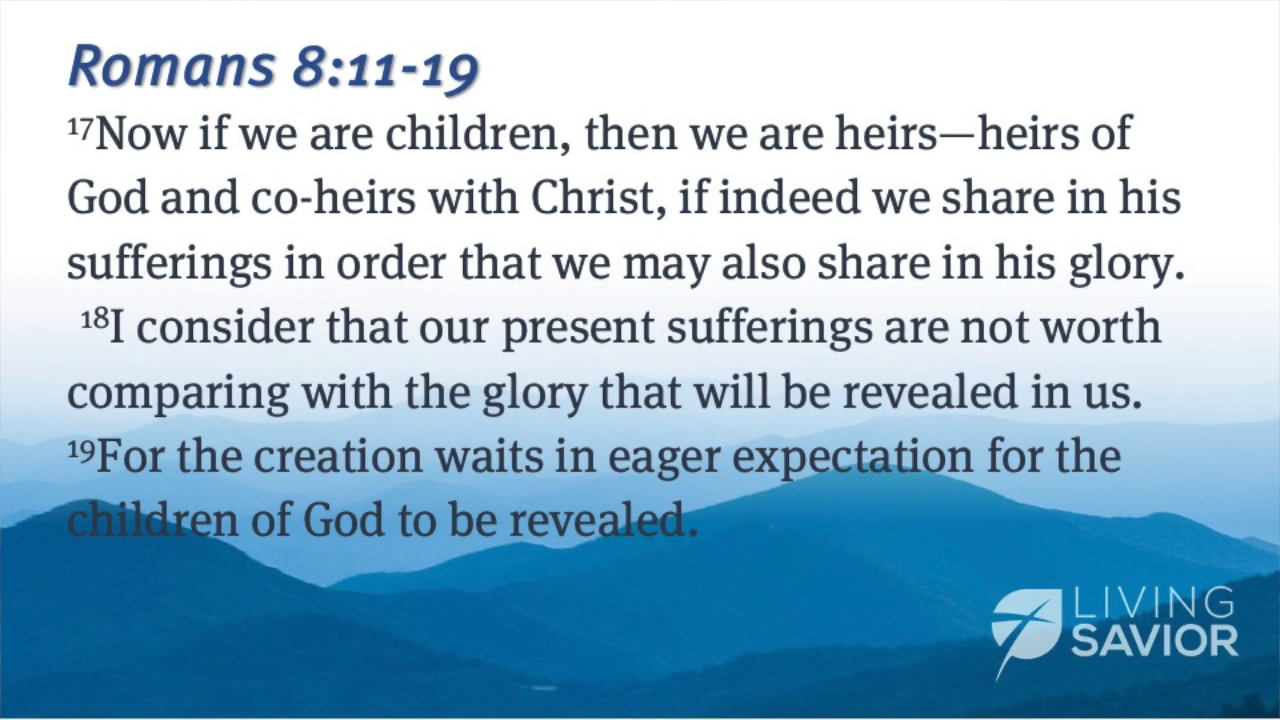 Romans 8:11-19
¹⁷Now if we are children, then we are heirs—heirs of
God and co-heirs with Christ, if indeed we share in his
sufferings in order that we may also share in his glory.
¹⁸I consider that our present sufferings are not worth
comparing with the glory that will be revealed in us.
¹⁹For the creation waits in eager expectation for the
children of God to be revealed.
LIVING
SAVIOR